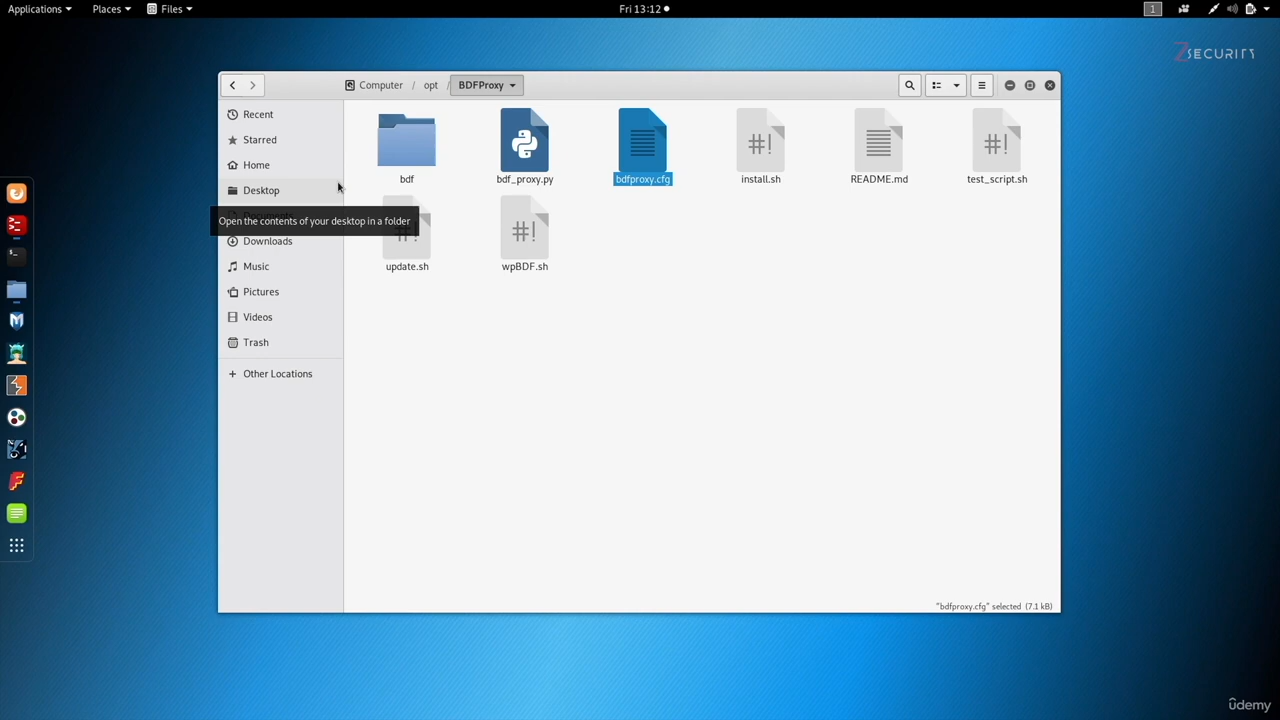 Applications Places Files Fri 13:12 1
ZSECURITY
Computer / opt / BDFProxy
Recent
Starred
Home
Desktop
Open the contents of your desktop in a folder
Downloads
Music
Pictures
Videos
Trash
+ Other Locations
bdf bdf_proxy.py bdfproxy.cfg install.sh README.md test_script.sh
update.sh wpBDF.sh
"bdfproxy.cfg" selected (7.1 kB)
ûdemy